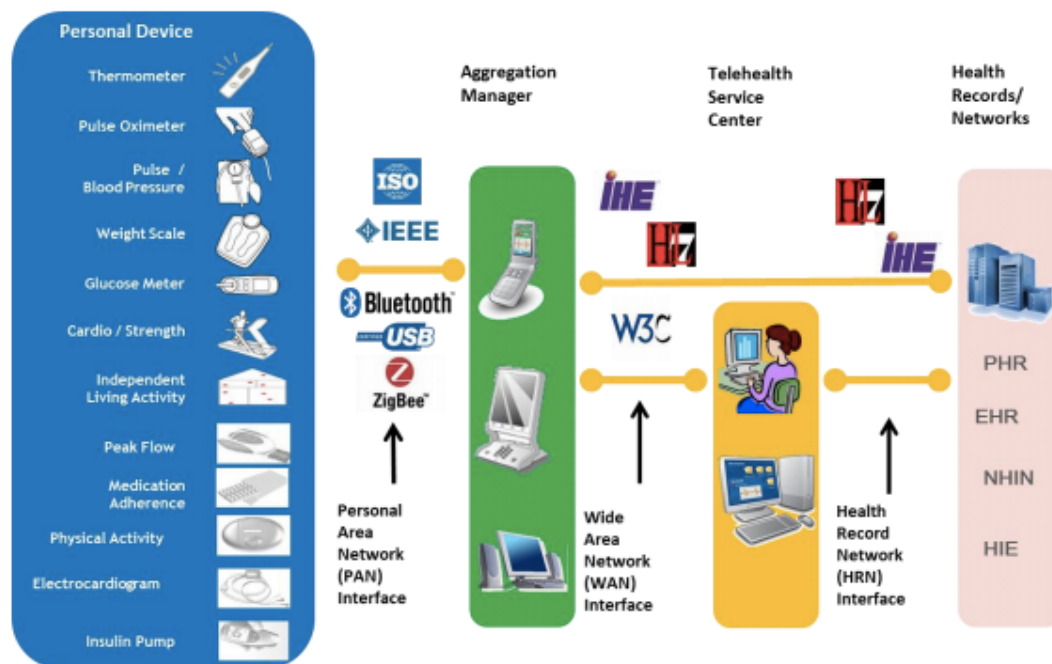 Personal Device
Thermometer
Pulse Oximeter
Pulse /
Blood Pressure
Weight Scale
Glucose Meter
Cardio / Strength
Independent
Living Activity
Peak Flow
Medication
Adherence
Physical Activity
Electrocardiogram
Insulin Pump
ISO
IEEE
Bluetooth™
USB
Z
ZigBee™
Personal
Area
Network
(PAN)
Interface
Aggregation
Manager
IHE
HL7
W3C
Wide
Area
Network
(WAN)
Interface
Telehealth
Service
Center
HL7
IHE
Health
Record
Network
(HRN)
Interface
Health
Records/
Networks
PHR
EHR
NHIN
HIE